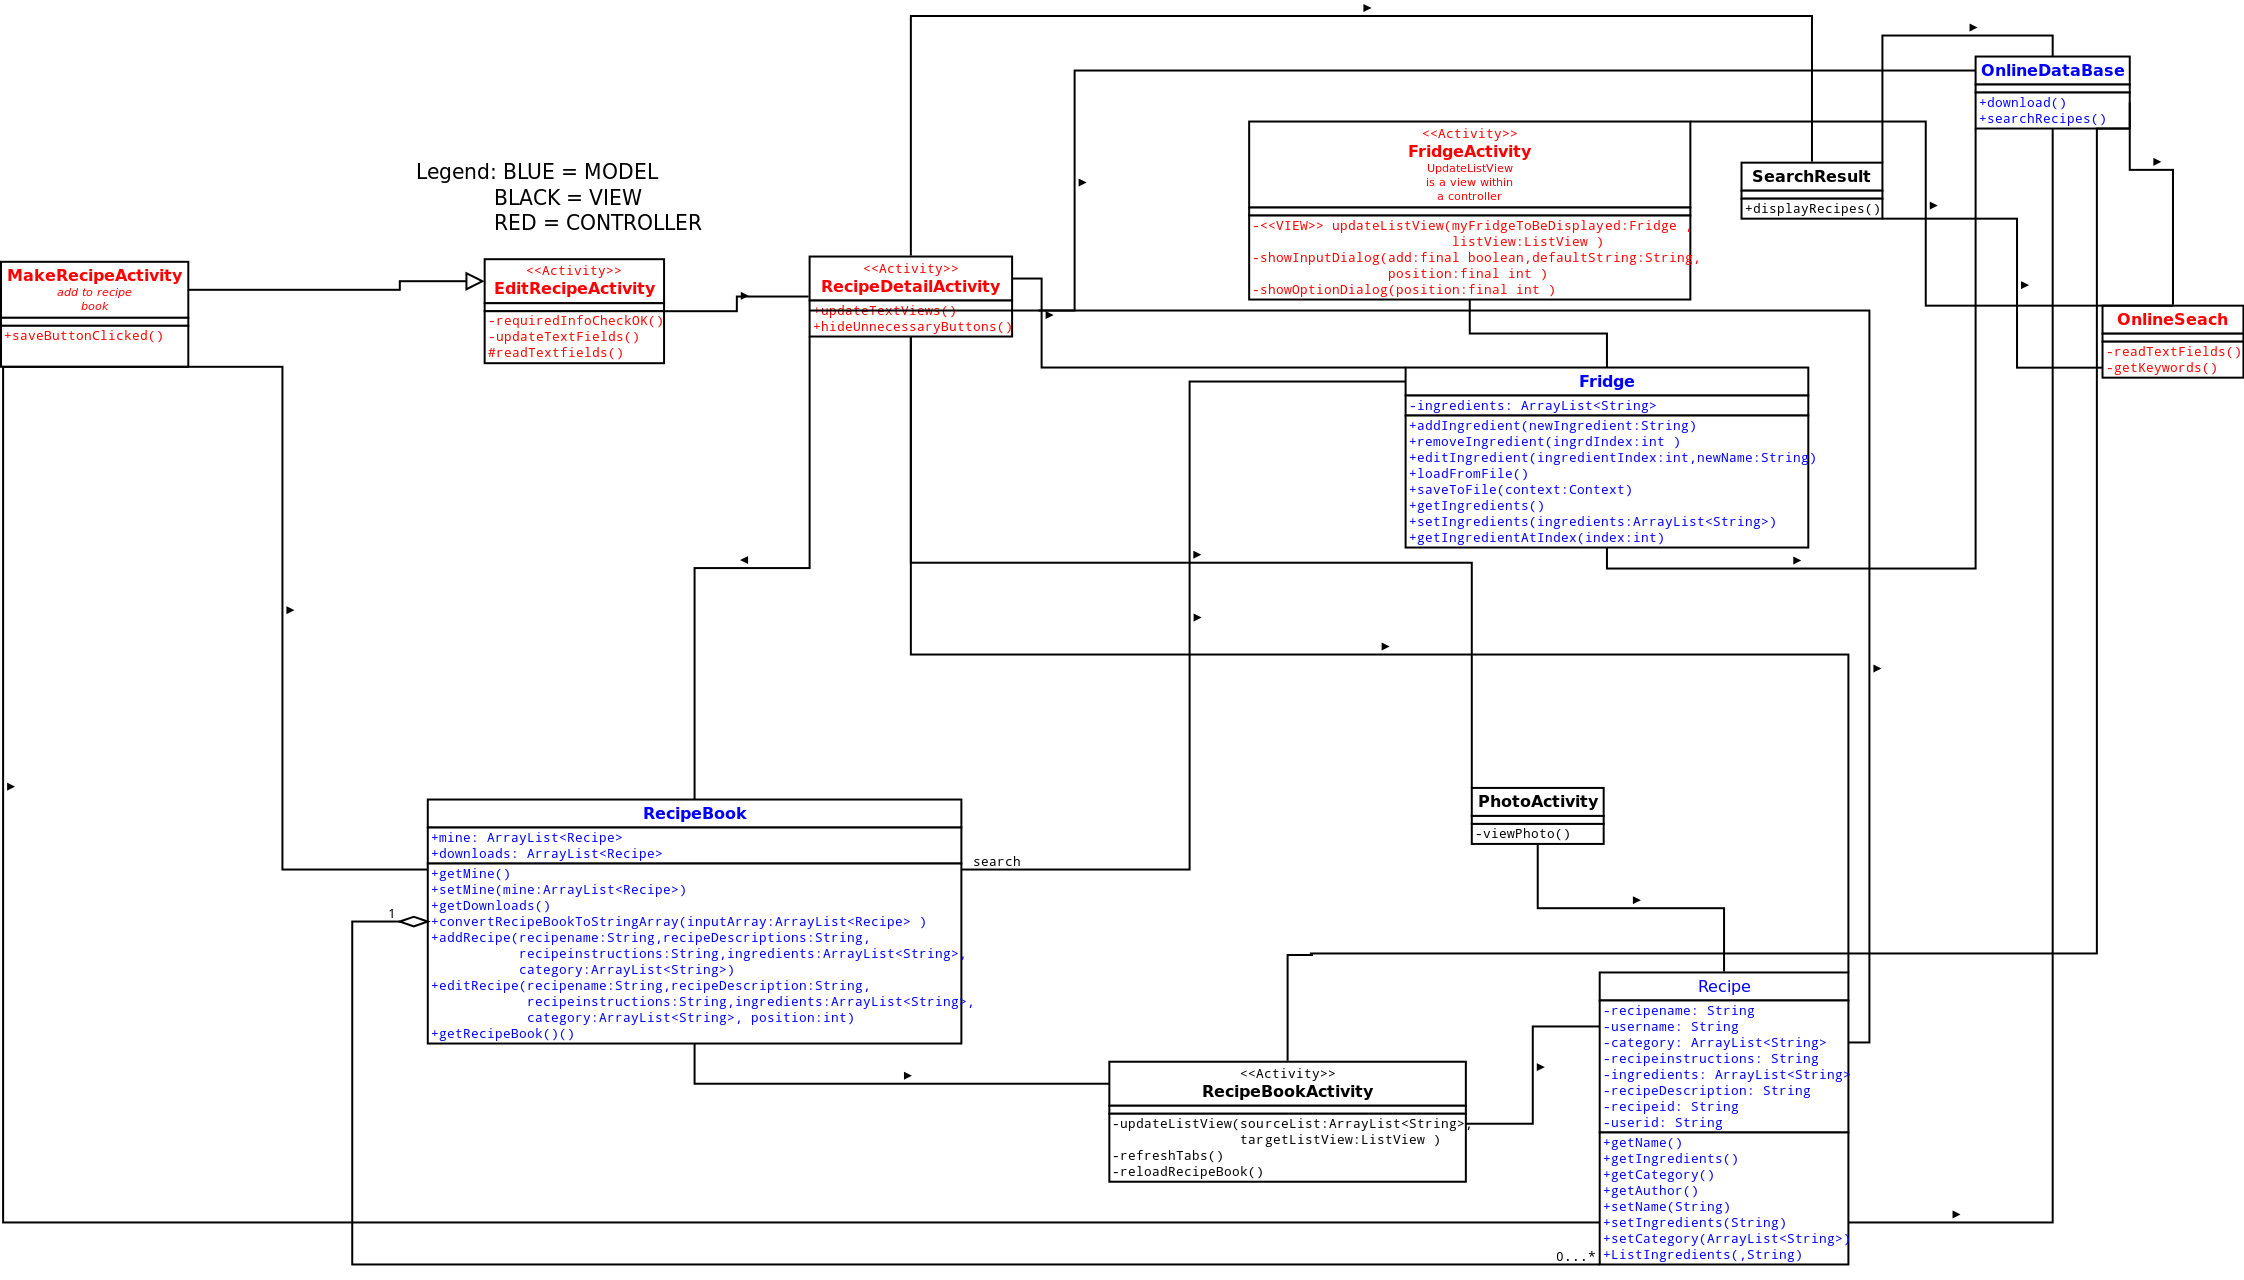 Legend: BLUE = MODEL
BLACK = VIEW
RED = CONTROLLER
OnlineDataBase
+download()
+searchRecipes()
<<Activity>>
FridgeActivity
UpdateListView
is a view within
a controller
-<<VIEW>> updateListView(myFridgeToBeDisplayed:Fridge ,
listView:ListView )
-showInputDialog(add:final boolean,defaultString:String,
position:final int )
-showOptionDialog(position:final int )
SearchResult
+displayRecipes()
MakeRecipeActivity
add to recipe
book
+saveButtonClicked()
<<Activity>>
EditRecipeActivity
-requiredInfoCheckOK()
-updateTextFields()
#readTextfields()
<<Activity>>
RecipeDetailActivity
+updateTextViews()
+hideUnnecessaryButtons()
OnlineSeach
-readTextFields()
-getKeywords()
Fridge
-ingredients: ArrayList<String>
+addIngredient(newIngredient:String)
+removeIngredient(ingrdIndex:int )
+editIngredient(ingredientIndex:int,newName:String)
+loadFromFile()
+saveToFile(context:Context)
+getIngredients()
+setIngredients(ingredients:ArrayList<String>)
+getIngredientAtIndex(index:int)
RecipeBook
+mine: ArrayList<Recipe>
+downloads: ArrayList<Recipe>
+getMine()
+setMine(mine:ArrayList<Recipe>)
+getDownloads()
+convertRecipeBookToStringArray(inputArray:ArrayList<Recipe> )
+addRecipe(recipename:String,recipeDescriptions:String,
recipeinstructions:String,ingredients:ArrayList<String>,
category:ArrayList<String>)
+editRecipe(recipename:String,recipeDescription:String,
recipeinstructions:String,ingredients:ArrayList<String>,
category:ArrayList<String>, position:int)
+getRecipeBook()()
search
1
PhotoActivity
-viewPhoto()
<<Activity>>
RecipeBookActivity
-updateListView(sourceList:ArrayList<String>,
targetListView:ListView )
-refreshTabs()
-reloadRecipeBook()
Recipe
-recipename: String
-username: String
-category: ArrayList<String>
-recipeinstructions: String
-ingredients: ArrayList<String>
-recipeDescription: String
-recipeid: String
-userid: String
+getName()
+getIngredients()
+getCategory()
+getAuthor()
+setName(String)
+setIngredients(String)
+setCategory(ArrayList<String>)
+ListIngredients(,String)
0...*